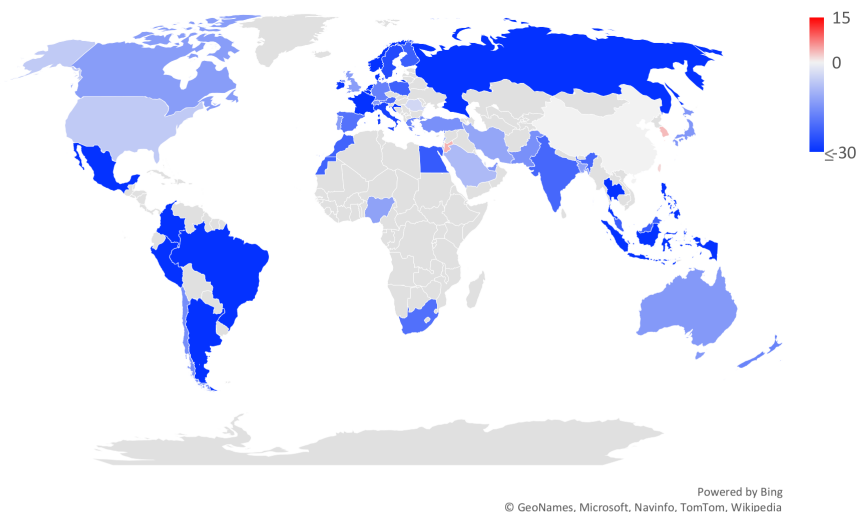 15
0
≤-30
Powered by Bing
© GeoNames, Microsoft, Navinfo, TomTom, Wikipedia